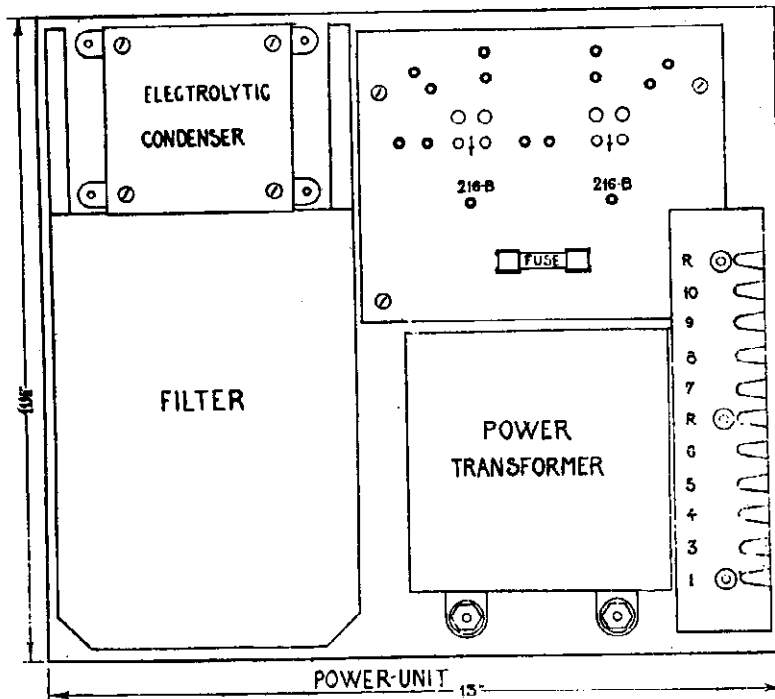 ELECTROLYTIC
CONDENSER
216-B
216-B
FUSE
R
10
9
8
7
R
6
5
4
3
1
FILTER
POWER
TRANSFORMER
POWER-UNIT